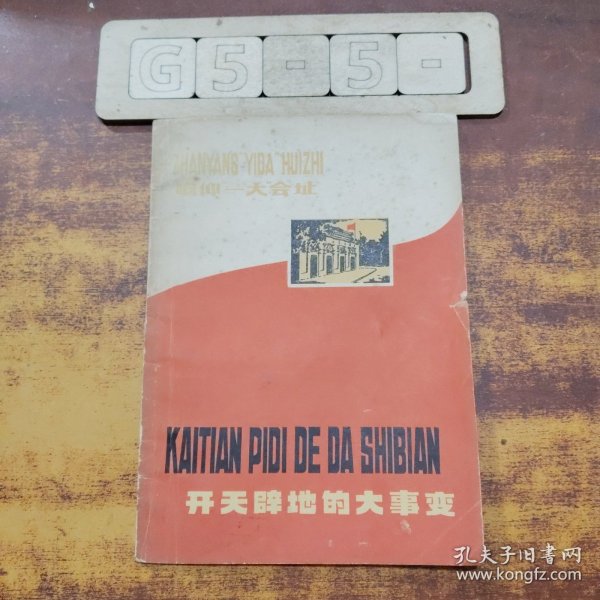 G5-5-
ZHANYANG YIDA HUIZHI
瞻仰一大会址
KAITIAN PIDI DE DA SHIBIAN
开天辟地的大事变
孔夫子旧书网
www.kongfz.com